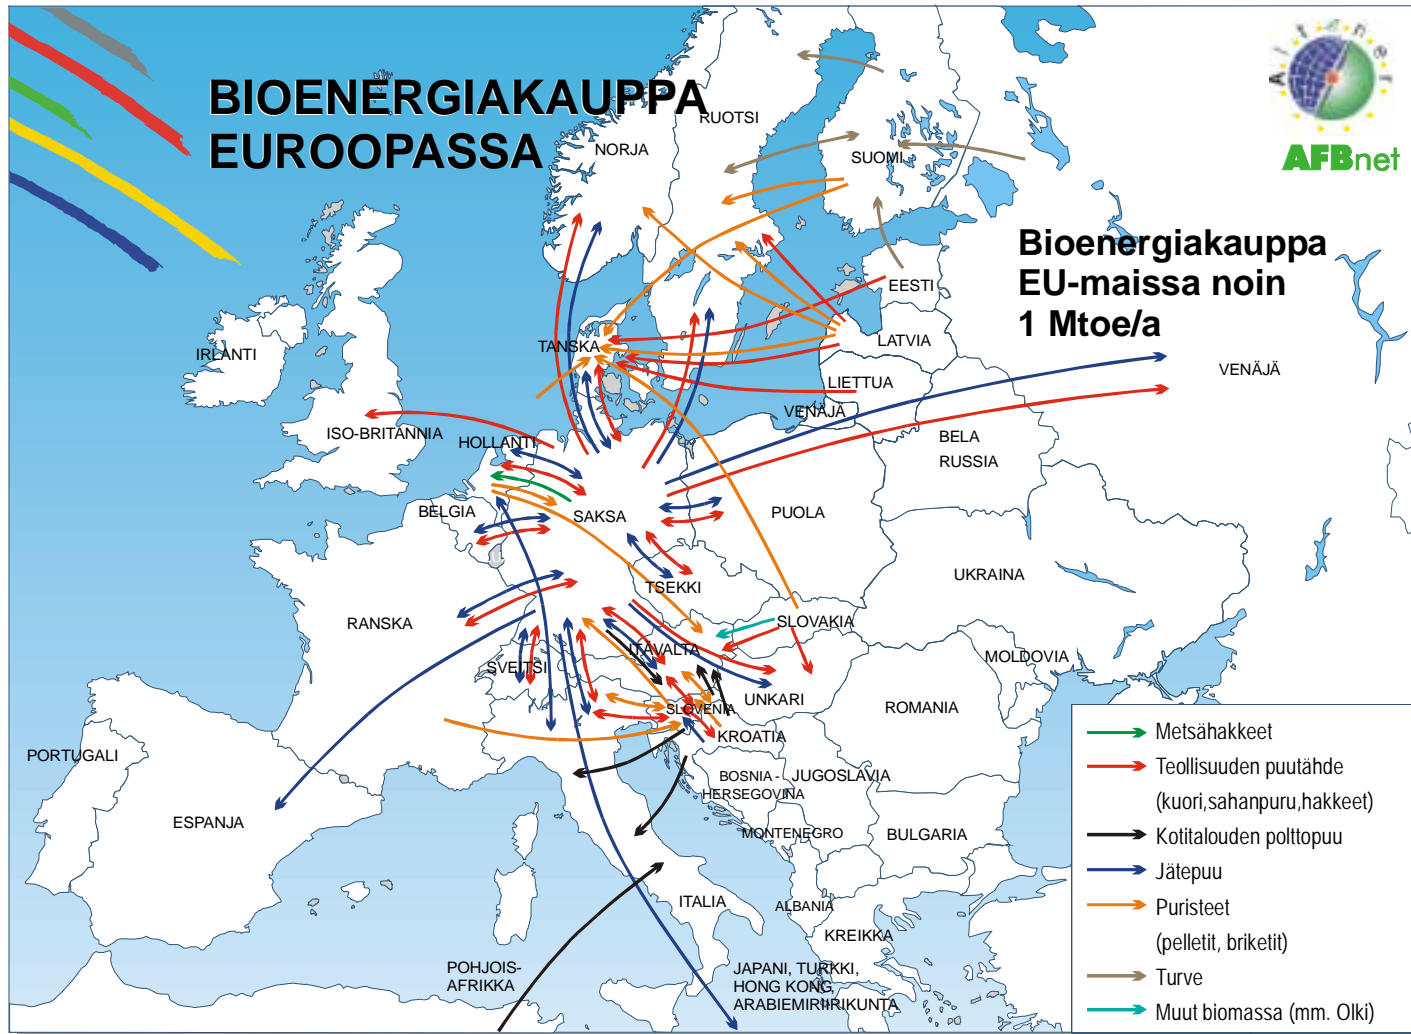 BIOENERGIAKAUPPA
EUROOPASSA
Altener
AFBnet
Bioenergiakauppa
EU-maissa noin
1 Mtoe/a
RUOTSI
NORJA
SUOMI
EESTI
TANSKA
LATVIA
IRLANTI
LIETTUA
VENÄJÄ
VENÄJÄ
ISO-BRITANNIA
HOLLANTI
BELA
RUSSIA
BELGIA
SAKSA
PUOLA
U
TSEKKI
UKRAINA
RANSKA
SLOVAKIA
ITÄVALTA
MOLDOVIA
SVEITSI
UNKARI
SLOVENIA
ROMANIA
KROATIA
PORTUGALI
BOSNIA -
HERSEGOVINA
JUGOSLAVIA
ESPANJA
MONTENEGRO
BULGARIA
ITALIA
ALBANIA
KREIKKA
POHJOIS-
AFRIKKA
JAPANI, TURKKI,
HONG KONG,
ARABIEMIRIIRIKUNTA
Metsähakkeet
Teollisuuden puutähde
(kuori,sahanpuru,hakkeet)
Kotitalouden polttopuu
Jätepuu
Puristeet
(pelletit, briketit)
Turve
Muut biomassa (mm. Olki)